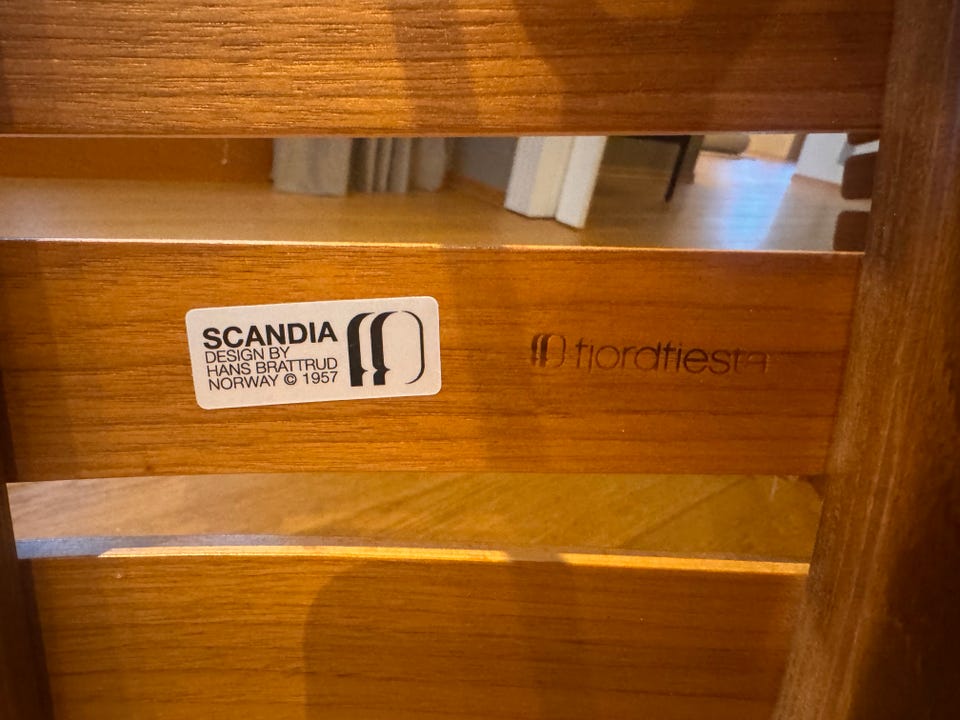 SCANDIA
DESIGN BY
HANS BRATTRUD
NORWAY © 1957
fjordfiesta